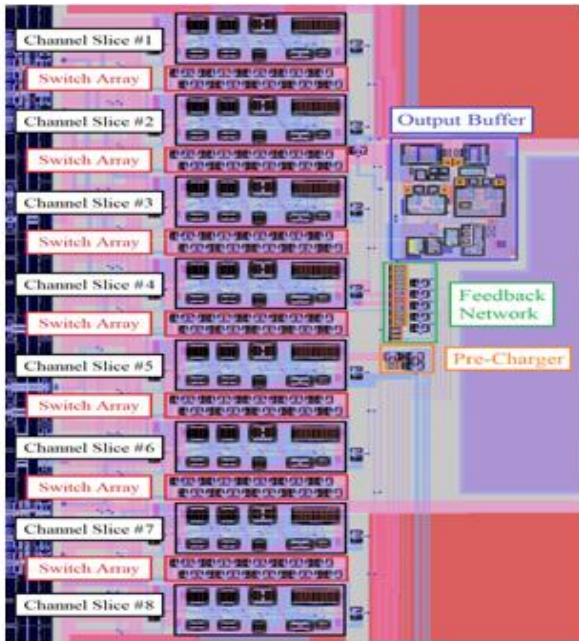 Channel Slice #1
Switch Array
Channel Slice #2
Output Buffer
Switch Array
Channel Slice #3
Switch Array
Channel Slice #4
Feedback
Network
Switch Array
Channel Slice #5
Pre-Charger
Switch Array
Channel Slice #6
Switch Array
Channel Slice #7
Switch Array
Channel Slice #8